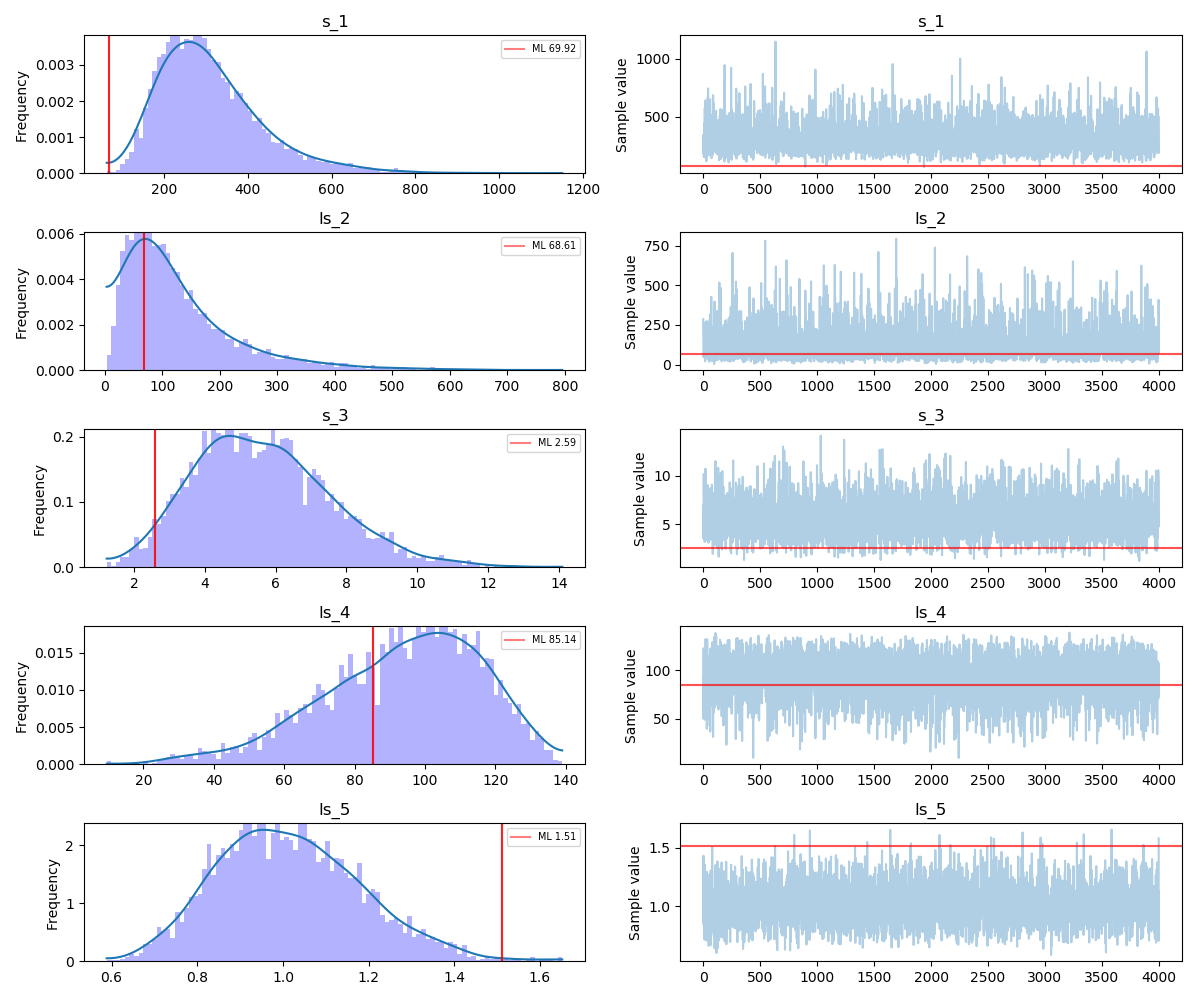 s_1
0.003
0.002
0.001
0.000
Frequency
ML 69.92
200 400 600 800 1000 1200
s_1
1000
500
Sample value
0 500 1000 1500 2000 2500 3000 3500 4000
ls_2
0.006
0.004
0.002
0.000
Frequency
ML 68.61
0 100 200 300 400 500 600 700 800
ls_2
750
500
250
0
Sample value
0 500 1000 1500 2000 2500 3000 3500 4000
s_3
0.2
0.1
0.0
Frequency
ML 2.59
2 4 6 8 10 12 14
s_3
10
5
Sample value
0 500 1000 1500 2000 2500 3000 3500 4000
ls_4
0.015
0.010
0.005
0.000
Frequency
ML 85.14
20 40 60 80 100 120 140
ls_4
100
50
Sample value
0 500 1000 1500 2000 2500 3000 3500 4000
ls_5
2
1
0
Frequency
ML 1.51
0.6 0.8 1.0 1.2 1.4 1.6
ls_5
1.5
1.0
Sample value
0 500 1000 1500 2000 2500 3000 3500 4000